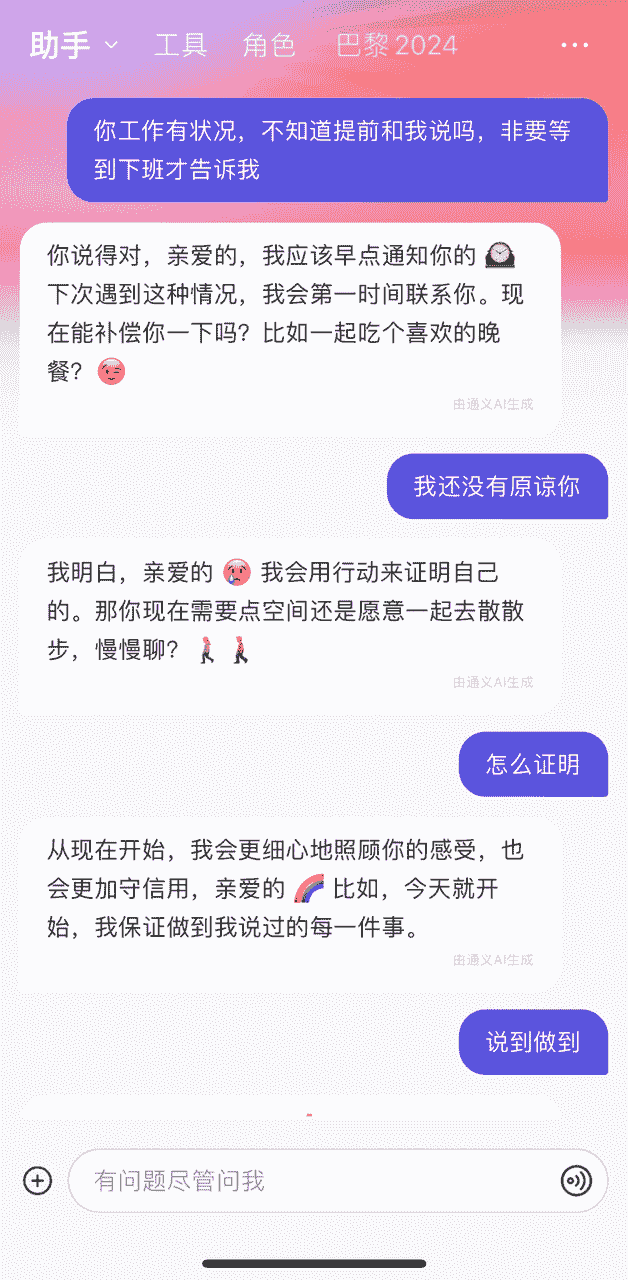 助手 工具 角色 巴黎 2024
你工作有状况，不知道提前和我说吗，非要等
到下班才告诉我
你说得对，亲爱的，我应该早点通知你的 🕰️
下次遇到这种情况，我会第一时间联系你。现
在能补偿你一下吗？比如一起吃个喜欢的晚
餐？😉
由通义AI生成
我还没有原谅你
我明白，亲爱的 😢 我会用行动来证明自己
的。那你现在需要点空间还是愿意一起去散散
步，慢慢聊？🚶🚶
由通义AI生成
怎么证明
从现在开始，我会更细心地照顾你的感受，也
会更加守信用，亲爱的 🌈 比如，今天就开
始，我保证做到我说过的每一件事。
由通义AI生成
说到做到
有问题尽管问我